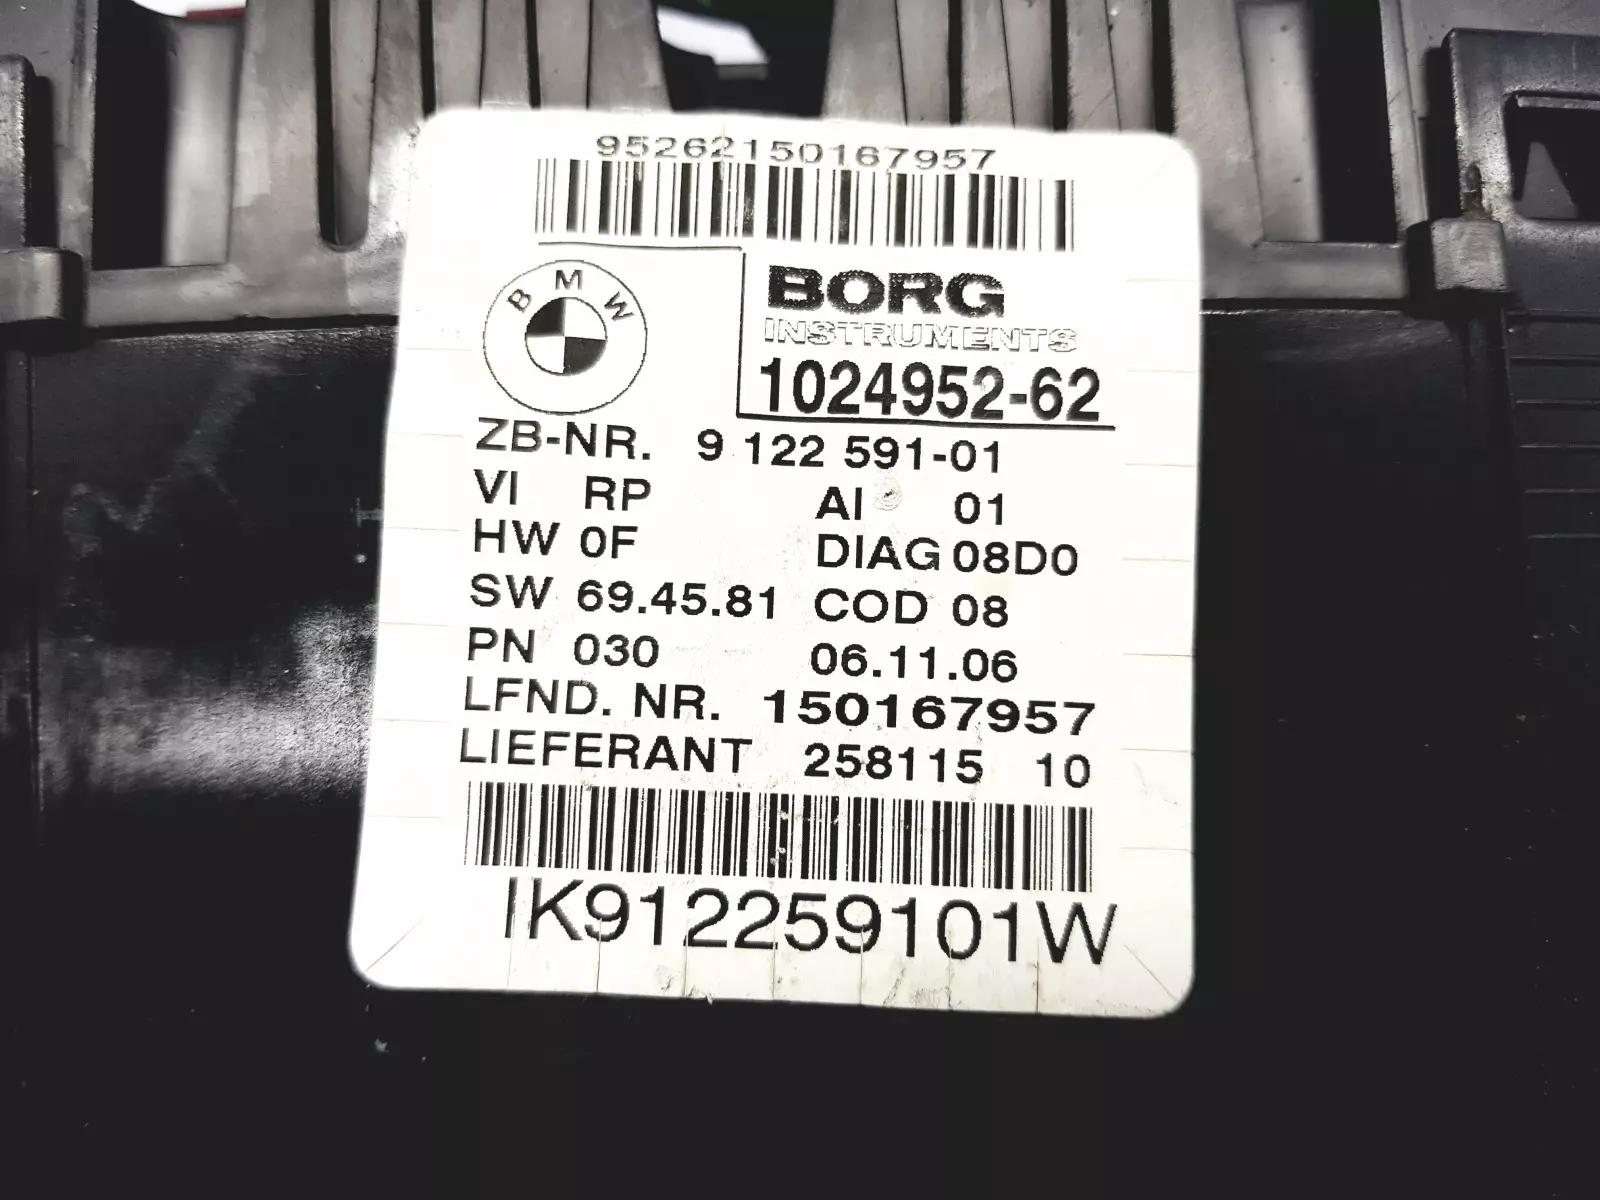 95262150167957
BMW
BORG
INSTRUMENTS
1024952-62
ZB-NR. 9 122 591-01
VI RP AI 01
HW 0F DIAG 08D0
SW 69.45.81 COD 08
PN 030 06.11.06
LFND. NR. 150167957
LIEFERANT 258115 10
IK912259101W